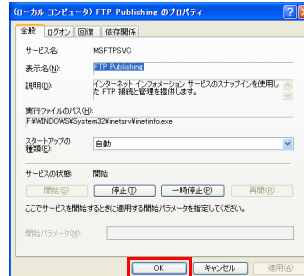 (ローカル コンピュータ) FTP Publishing のプロパティ
全般 ログオン 回復 依存関係
サービス名: MSFTPSVC
表示名(N): FTP Publishing
説明(D): インターネット インフォメーション サービスのスナップインを使用して FTP 接続と管理を提供します。
実行ファイルのパス(H):
F:¥WINDOWS¥System32¥inetsrv¥inetinfo.exe
スタートアップの種類(E): 自動
サービスの状態: 開始
開始(S) 停止(T) 一時停止(P) 再開(R)
ここでサービスを開始するときに適用する開始パラメータを指定してください。
開始パラメータ(M):
OK キャンセル 適用(A)